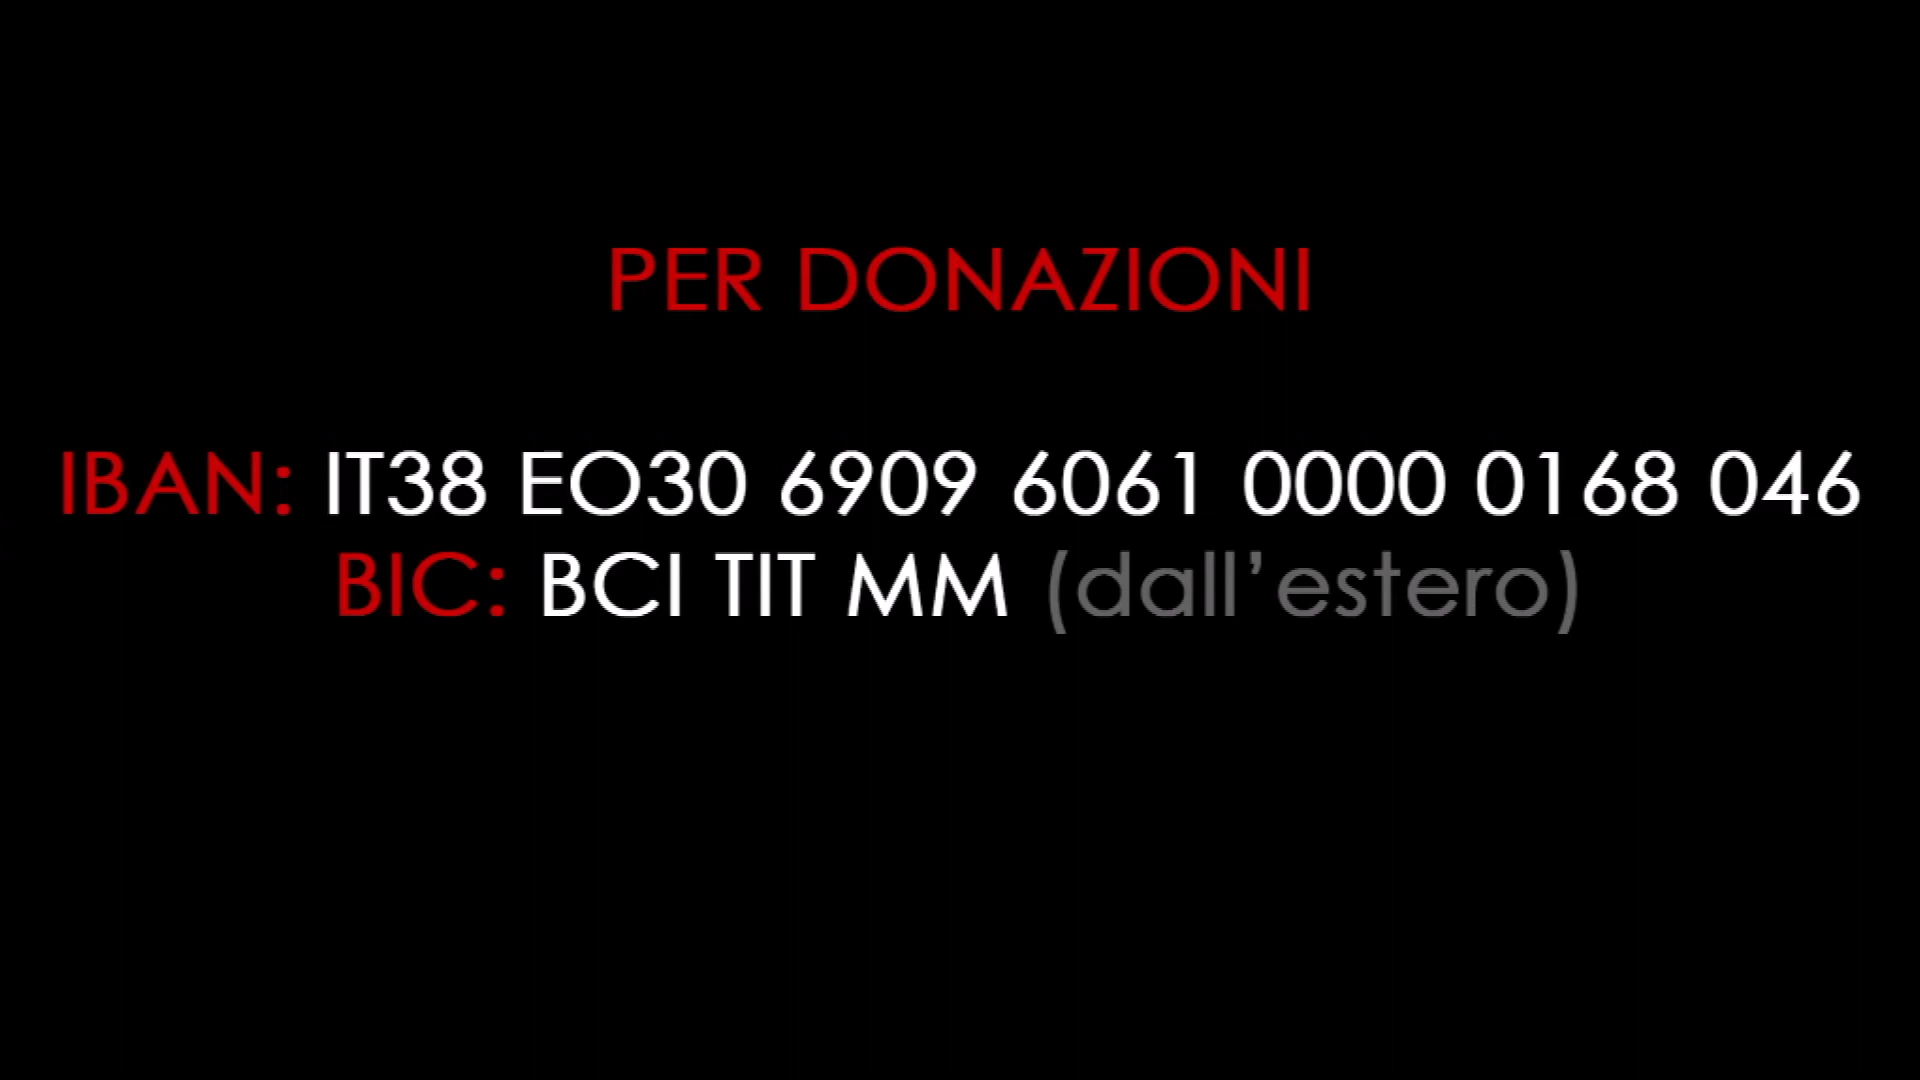 PER DONAZIONI
IBAN: IT38 EO30 6909 6061 0000 0168 046
BIC: BCI TIT MM (dall’estero)